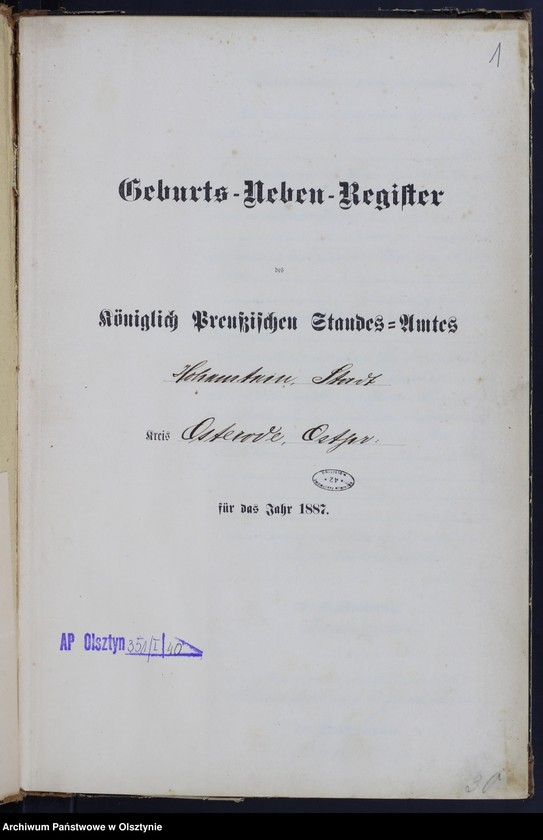 1
Geburts-Neben-Register
des
Königlich Preußischen Standes-Amtes
Hohenstein, Stadt
Kreis Osterode, Ostpr.
42
für das Jahr 1887.
AP Olsztyn 351/I/40
Archiwum Państwowe w Olsztynie